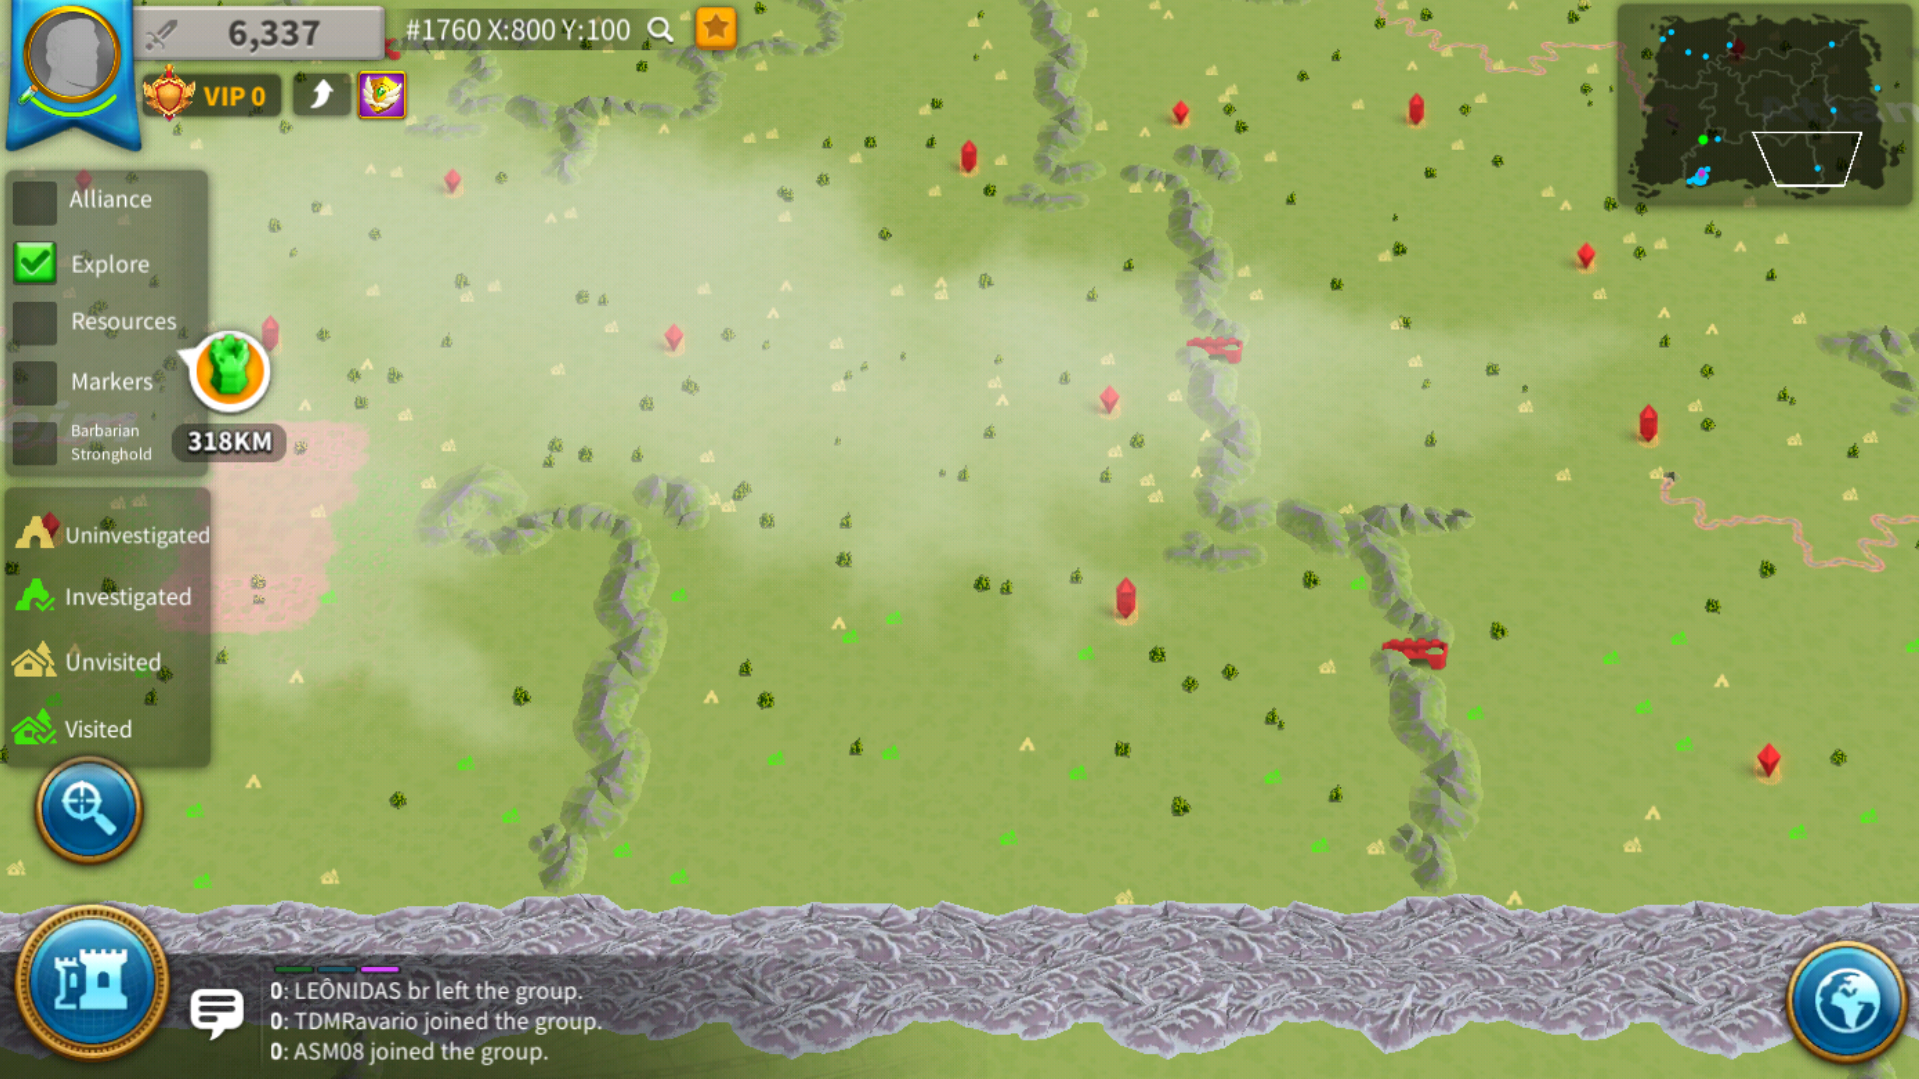 6,337
#1760 X:800 Y:100
VIP 0
Alliance
Explore
Resources
Markers
Barbarian
Stronghold
318KM
Uninvestigated
Investigated
Unvisited
Visited
0: LEÔNIDAS br left the group.
0: TDMRavario joined the group.
0: ASM08 joined the group.